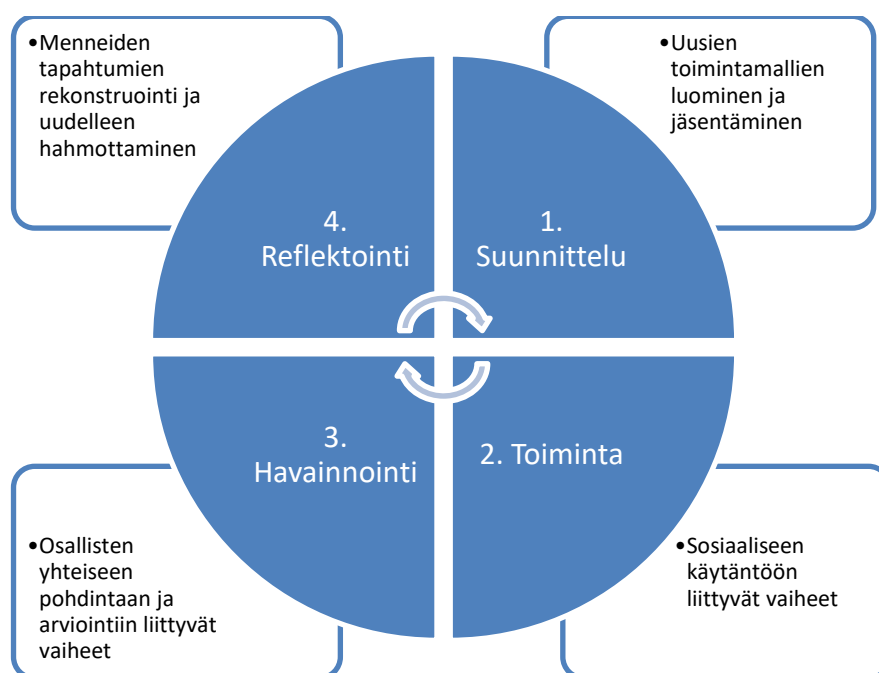 •Menneiden
tapahtumien
rekonstruointi ja
uudelleen
hahmottaminen
•Uusien
toimintamallien
luominen ja
jäsentäminen
4.
Reflektointi
1.
Suunnittelu
3.
Havainnointi
2. Toiminta
•Osallisten
yhteiseen
pohdintaan ja
arviointiin liittyvät
vaiheet
•Sosiaaliseen
käytäntöön
liittyvät vaiheet